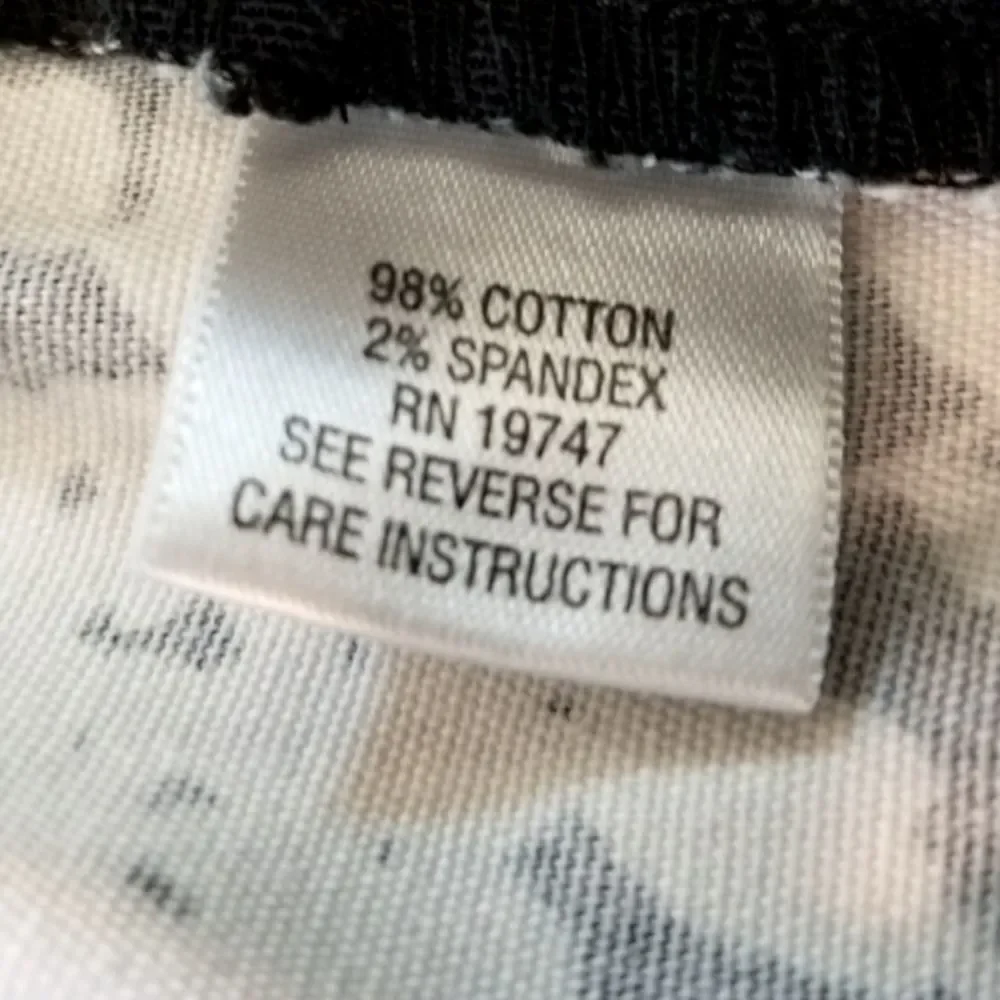 98% COTTON
2% SPANDEX
RN 19747
SEE REVERSE FOR
CARE INSTRUCTIONS